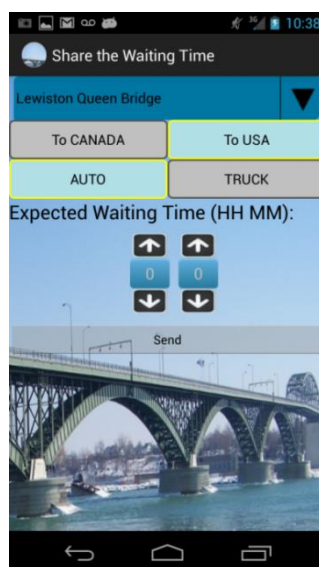 3G 10:38
Share the Waiting Time
Lewiston Queen Bridge
To CANADA To USA
AUTO TRUCK
Expected Waiting Time (HH MM):
0 0
Send